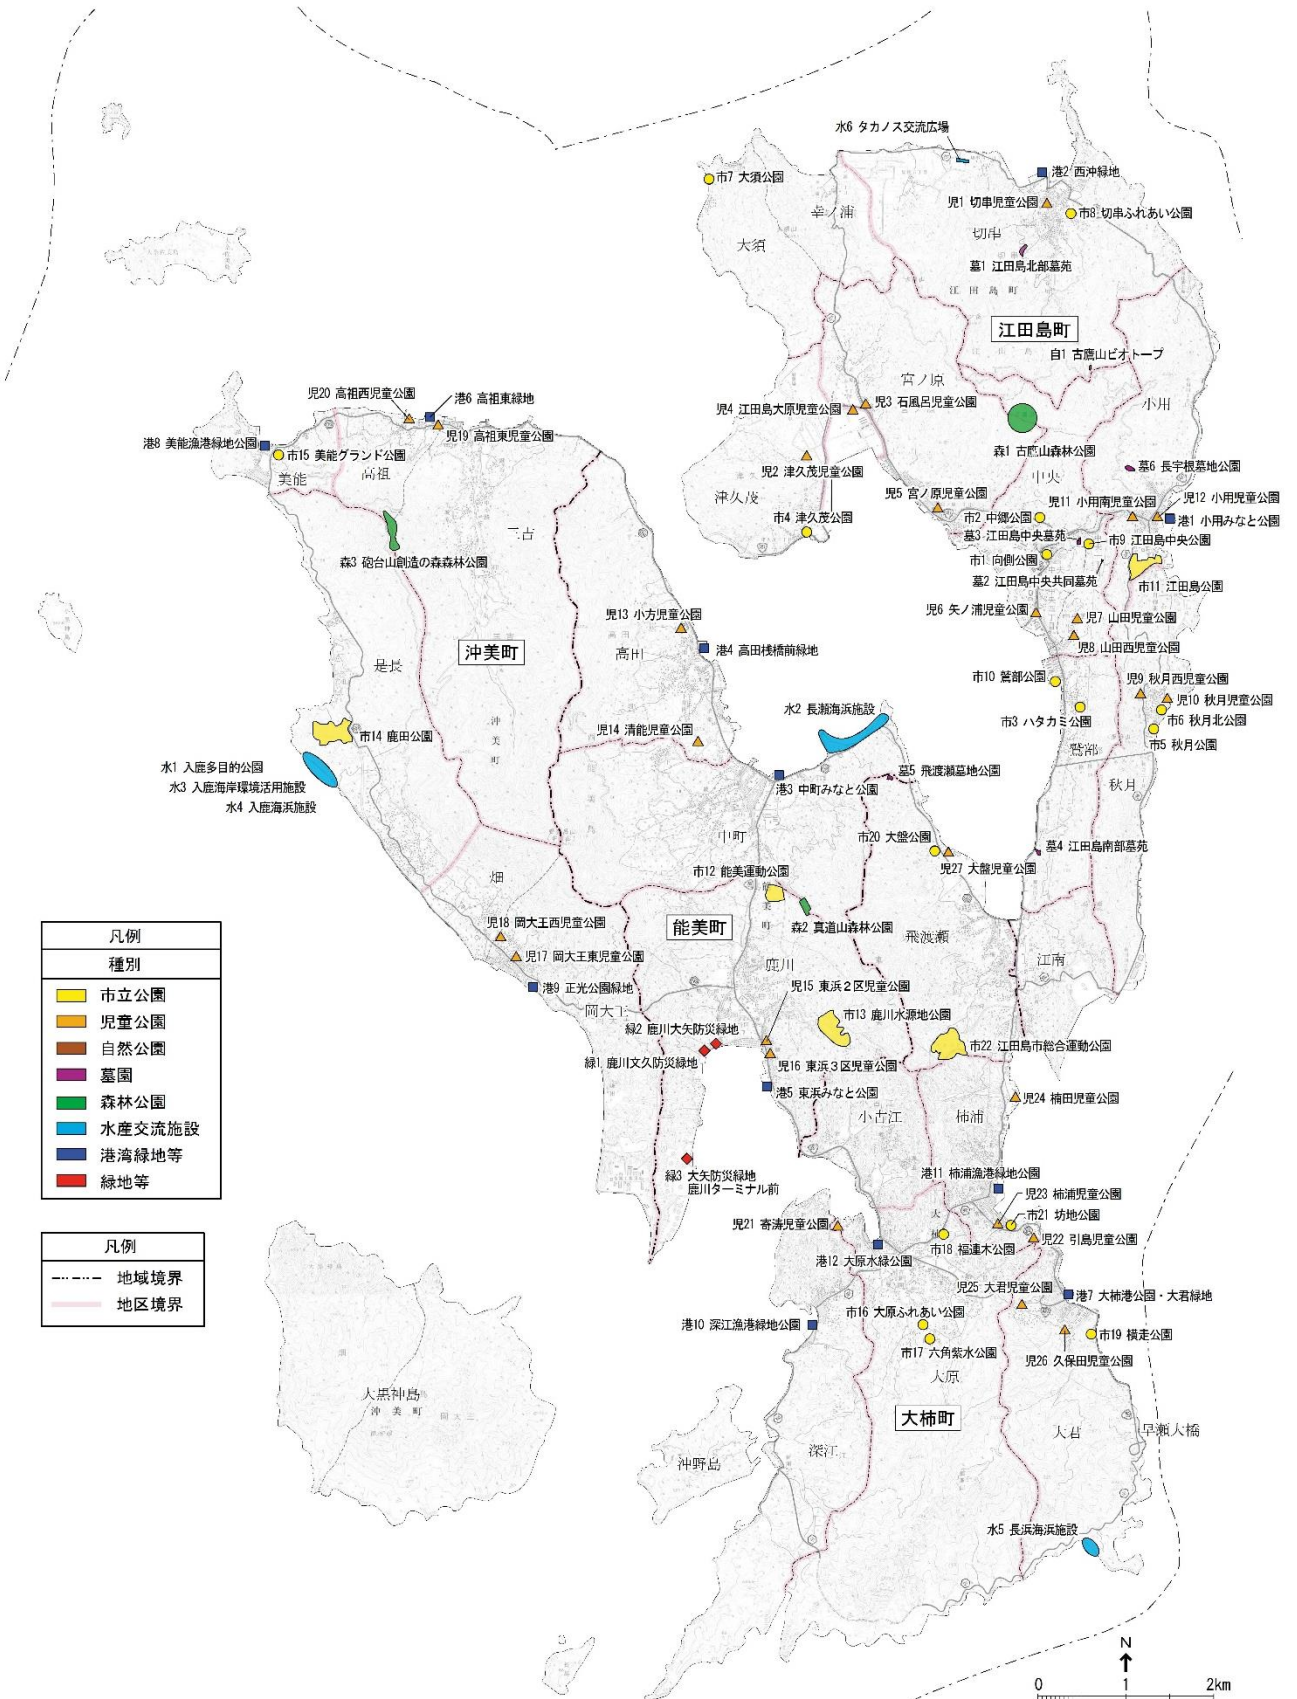 水6 タカノス交流広場
港2 西沖緑地
市7 大須公園
児1 切串児童公園
市8 切串ふれあい公園
幸ノ浦
大須
切串
墓1 江田島北部墓苑
江田島町
江田島町
自1 古鷹山ビオトープ
宮ノ原
小用
児20 高祖西児童公園
港6 高祖東緑地
児4 江田島大原児童公園
児3 石風呂児童公園
港8 美能漁港緑地公園
児19 高祖東児童公園
森1 古鷹山森林公園
市15 美能グランド公園
美能
高祖
児2 津久茂児童公園
中央
墓6 長宇根墓地公園
津久茂
児5 宮ノ原児童公園
児11 小用南児童公園
児12 小用児童公園
市4 津久茂公園
市2 中郷公園
港1 小用みなと公園
三吉
墓3 江田島中央墓苑
市9 江田島中央公園
森3 砲台山創造の森森林公園
市1 向側公園
墓2 江田島中央共同墓苑
市11 江田島公園
児13 小方児童公園
児6 矢ノ浦児童公園
児7 山田児童公園
児8 山田西児童公園
沖美町
高田
港4 高田桟橋前緑地
是長
市10 鷲部公園
児9 秋月西児童公園
児10 秋月児童公園
水2 長瀬海浜施設
市3 ハタカミ公園
市6 秋月北公園
市14 鹿田公園
沖美町
児14 清能児童公園
市5 秋月公園
鷲部
水1 入鹿多目的公園
水3 入鹿海岸環境活用施設
水4 入鹿海浜施設
墓5 飛渡瀬墓地公園
港3 中町みなと公園
秋月
中町
市20 大盤公園
墓4 江田島南部墓苑
児27 大盤児童公園
市12 能美運動公園
畑
能美町
能美町
森2 真道山森林公園
飛渡瀬
児18 岡大王西児童公園
児17 岡大王東児童公園
鹿川
江南
港9 正光公園緑地
児15 東浜2区児童公園
岡大王
市13 鹿川水源地公園
緑2 鹿川大矢防災緑地
市22 江田島市総合運動公園
緑1 鹿川文久防災緑地
児16 東浜3区児童公園
港5 東浜みなと公園
児24 楠田児童公園
小古江
柿浦
緑3 大矢防災緑地
鹿川ターミナル前
港11 柿浦漁港緑地公園
児23 柿浦児童公園
児21 寄涛児童公園
市21 坊地公園
市18 福連木公園
児22 引島児童公園
港12 大原水緑公園
児25 大君児童公園
港7 大柿港公園・大君緑地
市16 大原ふれあい公園
港10 深江漁港緑地公園
市19 横走公園
市17 六角紫水公園
児26 久保田児童公園
大原
大柿町
大黒神島
沖美町
大君
早瀬大橋
深江
沖野島
水5 長浜海浜施設
凡例
種別
市立公園
児童公園
自然公園
墓園
森林公園
水産交流施設
港湾緑地等
緑地等
凡例
地域境界
地区境界
N
0 1 2km